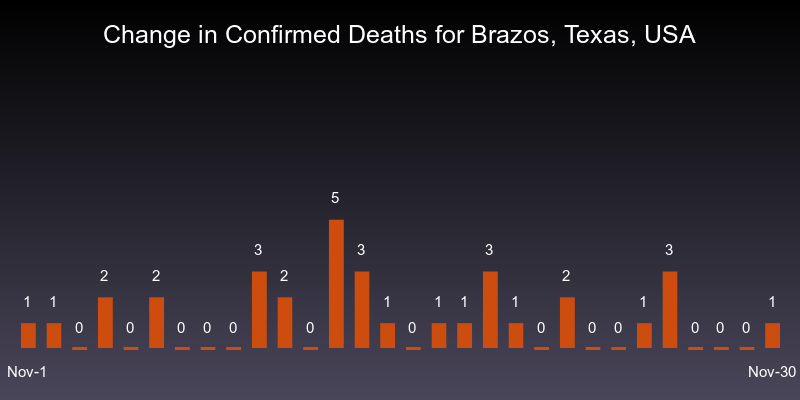 Change in Confirmed Deaths for Brazos, Texas, USA
5
3 3 3 3
2 2 2 2
1 1 1 1 1 1 1 1
0 0 0 0 0 0 0 0 0 0 0 0 0
Nov-1 Nov-30